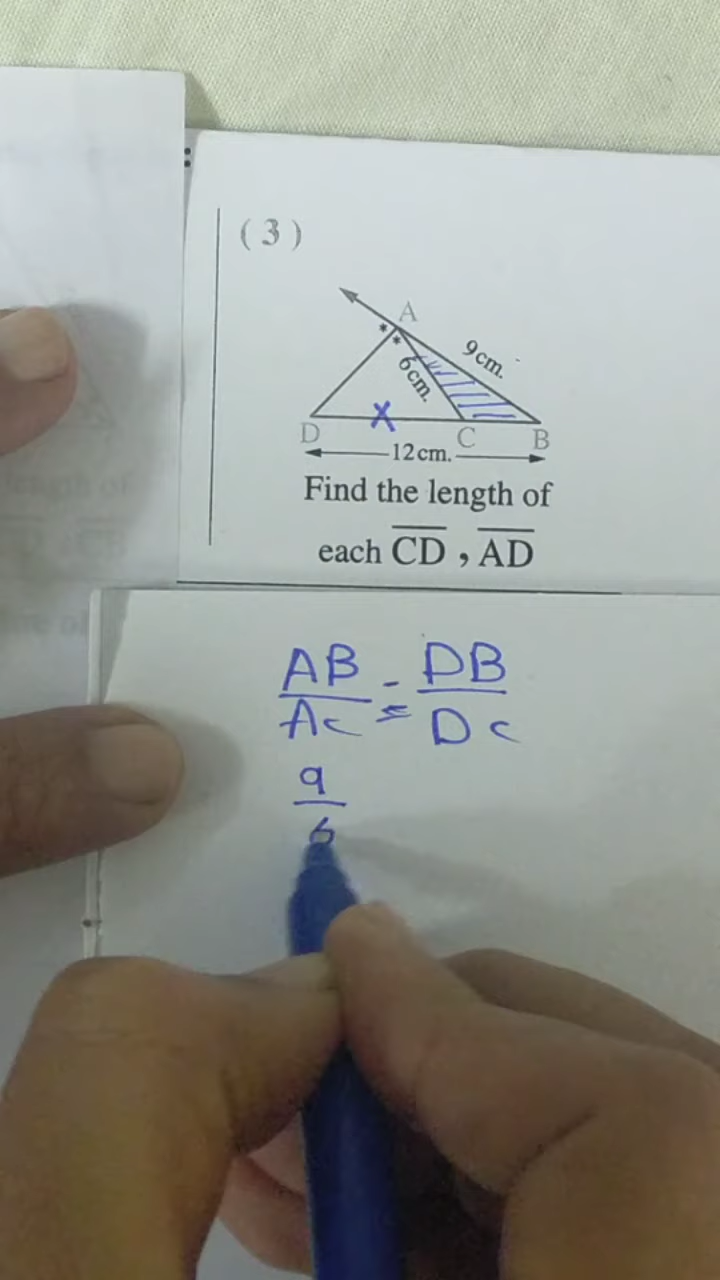 (3)
A
9cm.
6cm.
X
D
C
B
12cm.
Find the length of
each CD , AD
AB/AC = DB/DC
9/6